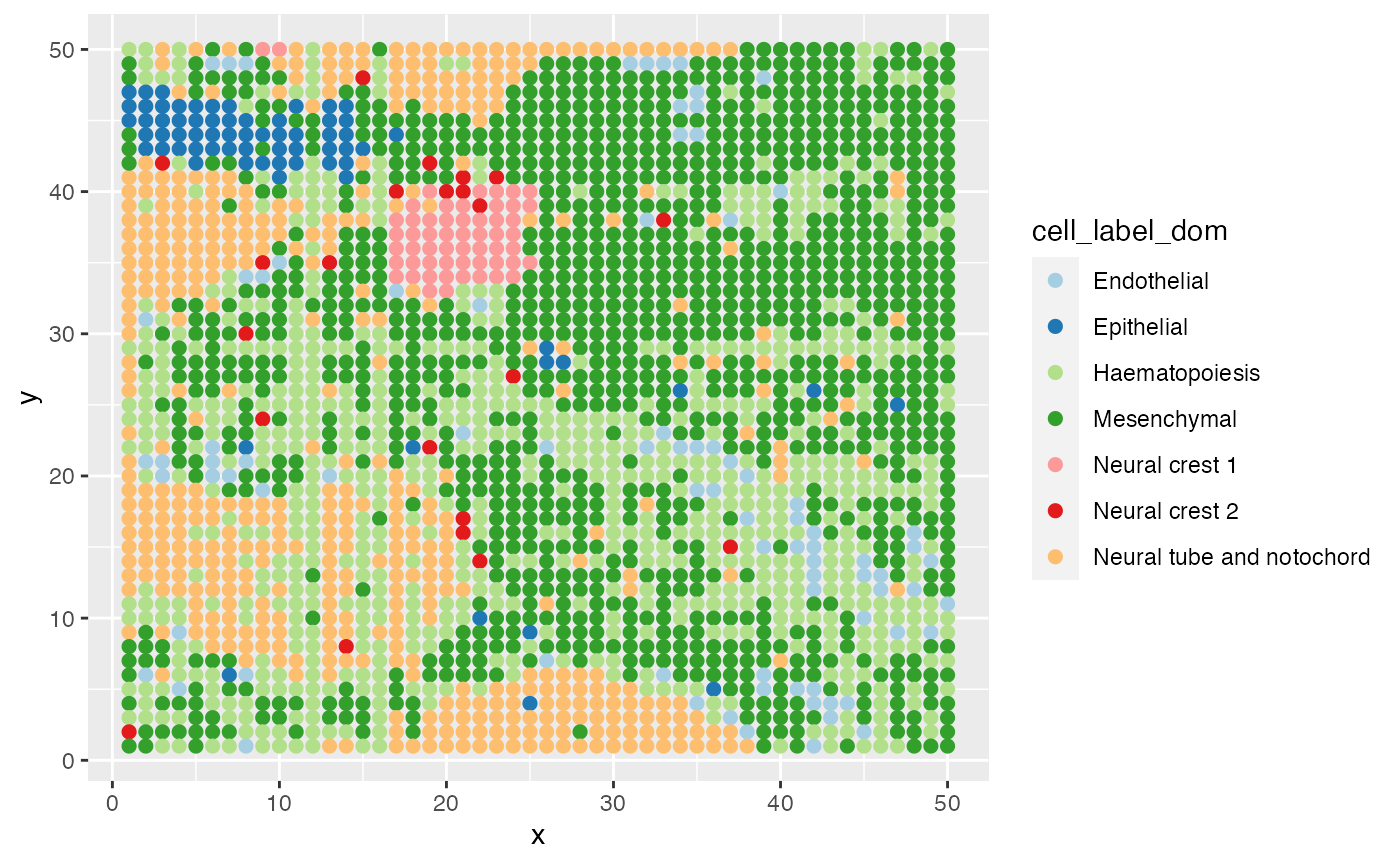 50
40
30
20
10
0
y
0 10 20 30 40 50
x
cell_label_dom
Endothelial
Epithelial
Haematopoiesis
Mesenchymal
Neural crest 1
Neural crest 2
Neural tube and notochord